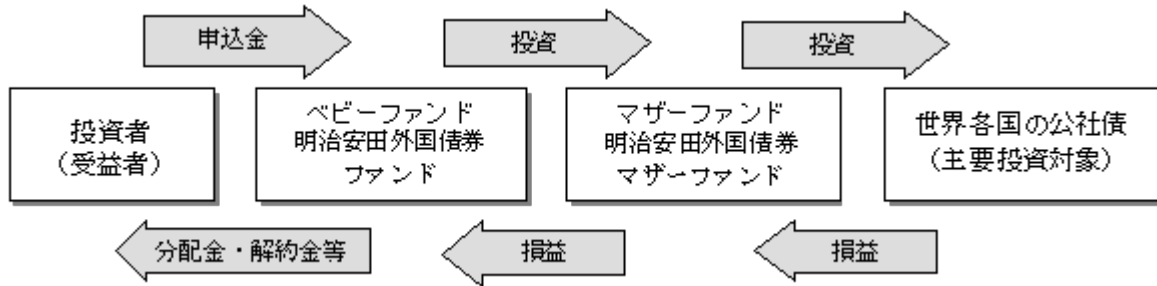 申込金
投資
投資
投資者
（受益者）
ベビーファンド
明治安田外国債券
ファンド
マザーファンド
明治安田外国債券
マザーファンド
世界各国の公社債
（主要投資対象）
分配金・解約金等
損益
損益